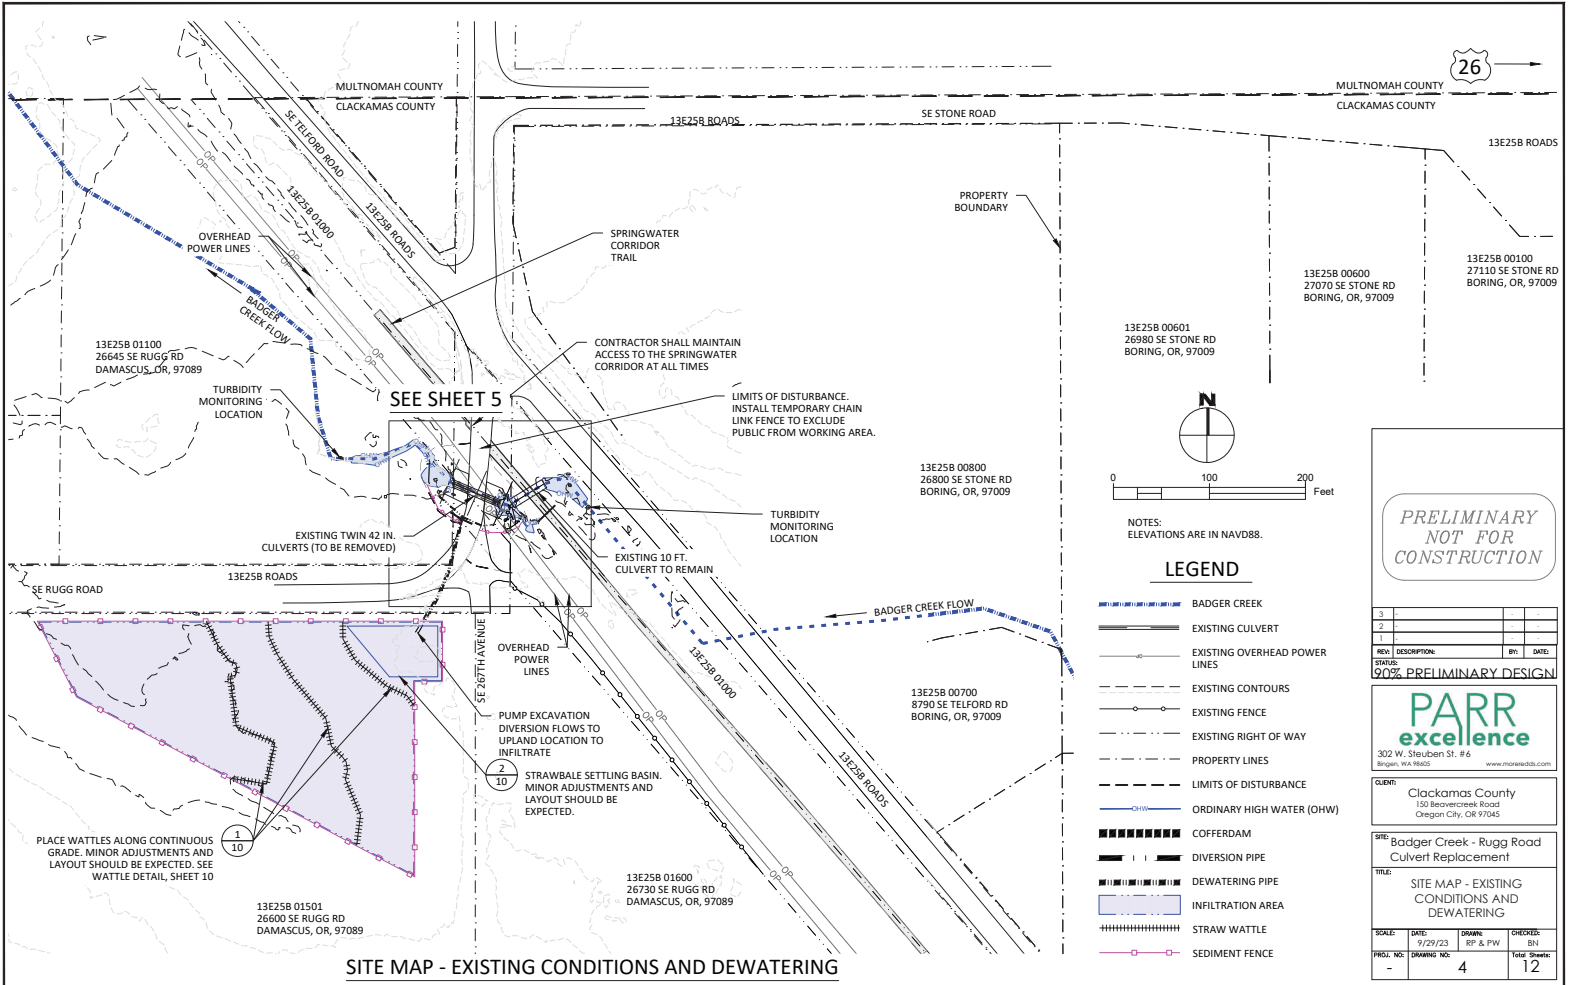 MULTNOMAH COUNTY
CLACKAMAS COUNTY
26
MULTNOMAH COUNTY
CLACKAMAS COUNTY
SE STONE ROAD
13E25B ROADS
13E25B ROADS
SE TELFORD ROAD
13E25B 01000
13E25B ROADS
OP
OP
OP
OP
OVERHEAD
POWER LINES
SPRINGWATER
CORRIDOR
TRAIL
PROPERTY
BOUNDARY
BADGER
CREEK FLOW
13E25B 00100
27110 SE STONE RD
BORING, OR, 97009
13E25B 00600
27070 SE STONE RD
BORING, OR, 97009
13E25B 00601
26980 SE STONE RD
BORING, OR, 97009
13E25B 01100
26645 SE RUGG RD
DAMASCUS, OR, 97089
OP
OP
CONTRACTOR SHALL MAINTAIN
ACCESS TO THE SPRINGWATER
CORRIDOR AT ALL TIMES
TURBIDITY
MONITORING
LOCATION
SEE SHEET 5
LIMITS OF DISTURBANCE.
INSTALL TEMPORARY CHAIN
LINK FENCE TO EXCLUDE
PUBLIC FROM WORKING AREA.
N
0 100 200
Feet
13E25B 00800
26800 SE STONE RD
BORING, OR, 97009
NOTES:
ELEVATIONS ARE IN NAVD88.
TURBIDITY
MONITORING
LOCATION
EXISTING TWIN 42 IN.
CULVERTS (TO BE REMOVED)
EXISTING 10 FT.
CULVERT TO REMAIN
13E25B ROADS
SE RUGG ROAD
BADGER CREEK FLOW
OVERHEAD
POWER LINES
SE 267TH AVENUE
13E25B 01000
13E25B 00700
8790 SE TELFORD RD
BORING, OR, 97009
OP
OP
PUMP EXCAVATION
DIVERSION FLOWS TO
UPLAND LOCATION TO
INFILTRATE
2
10
STRAWBALE SETTLING BASIN.
MINOR ADJUSTMENTS AND
LAYOUT SHOULD BE
EXPECTED.
13E25B ROADS
PLACE WATTLES ALONG CONTINUOUS
GRADE. MINOR ADJUSTMENTS AND
LAYOUT SHOULD BE EXPECTED. SEE
WATTLE DETAIL, SHEET 10
1
10
OP
OP
13E25B 01600
26730 SE RUGG RD
DAMASCUS, OR, 97089
13E25B 01501
26600 SE RUGG RD
DAMASCUS, OR, 97089
SITE MAP - EXISTING CONDITIONS AND DEWATERING
LEGEND
BADGER CREEK
EXISTING CULVERT
EXISTING OVERHEAD POWER
LINES
EXISTING CONTOURS
EXISTING FENCE
EXISTING RIGHT OF WAY
PROPERTY LINES
LIMITS OF DISTURBANCE
OHW
ORDINARY HIGH WATER (OHW)
COFFERDAM
DIVERSION PIPE
DEWATERING PIPE
INFILTRATION AREA
STRAW WATTLE
SEDIMENT FENCE
PRELIMINARY
NOT FOR
CONSTRUCTION
3 - - -
2 - - -
1 - - -
REV: DESCRIPTION: BY: DATE:
STATUS:
90% PRELIMINARY DESIGN
PARR
excellence
302 W. Steuben St. #6
Bingen, WA 98605 www.moreredds.com
CLIENT:
Clackamas County
150 Beavercreek Road
Oregon City, OR 97045
SITE:
Badger Creek - Rugg Road
Culvert Replacement
TITLE:
SITE MAP - EXISTING
CONDITIONS AND
DEWATERING
SCALE: DATE: DRAWN: CHECKED:
9/29/23 RP & PW BN
PROJ. NO: DRAWING NO: Total Sheets:
- 4 12